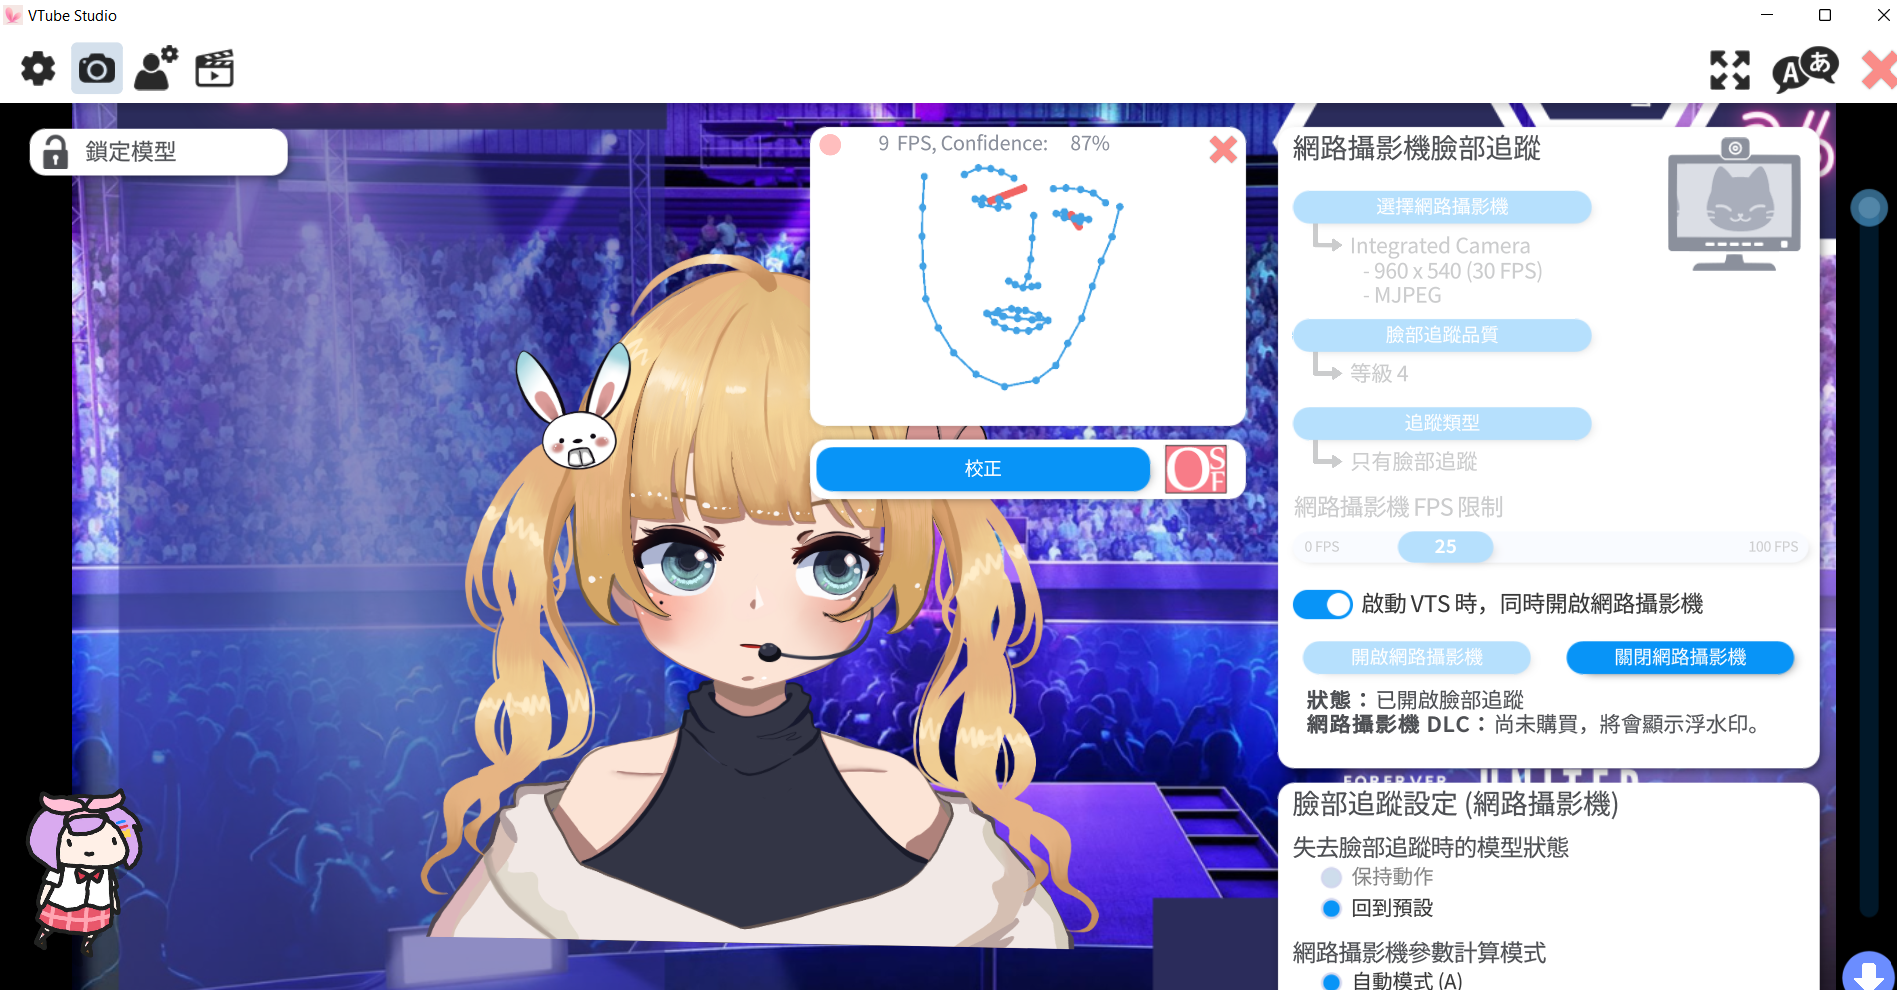 VTube Studio
A あ
鎖定模型
9 FPS, Confidence: 87%
校正
OSF
網路攝影機臉部追蹤
選擇網路攝影機
Integrated Camera
- 960 x 540 (30 FPS)
- MJPEG
臉部追蹤品質
等級 4
追蹤類型
只有臉部追蹤
網路攝影機 FPS 限制
0 FPS
25
100 FPS
啟動 VTS 時，同時開啟網路攝影機
開啟網路攝影機
關閉網路攝影機
狀態：已開啟臉部追蹤
網路攝影機 DLC：尚未購買，將會顯示浮水印。
UNITED
臉部追蹤設定 (網路攝影機)
失去臉部追蹤時的模型狀態
保持動作
回到預設
網路攝影機參數計算模式
自動模式 (A)